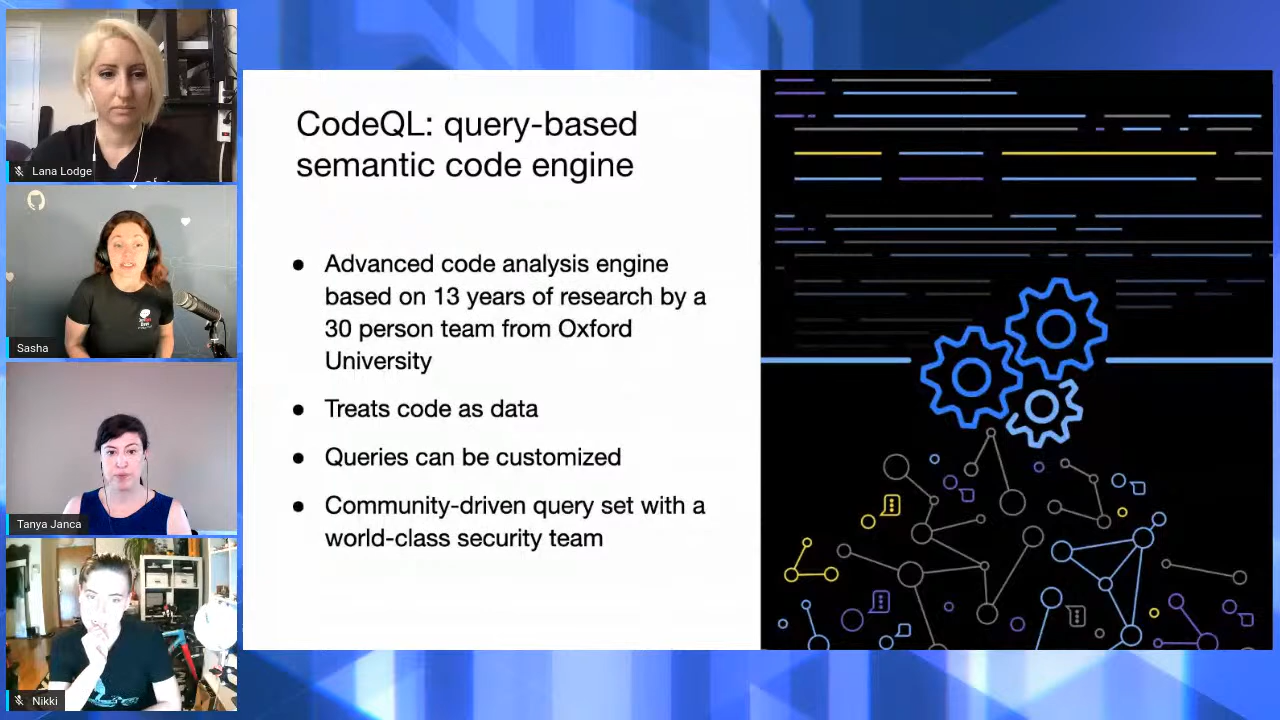 Lana Lodge
Sasha
Tanya Janca
Nikki
CodeQL: query-based
semantic code engine
● Advanced code analysis engine
based on 13 years of research by a
30 person team from Oxford
University
● Treats code as data
● Queries can be customized
● Community-driven query set with a
world-class security team